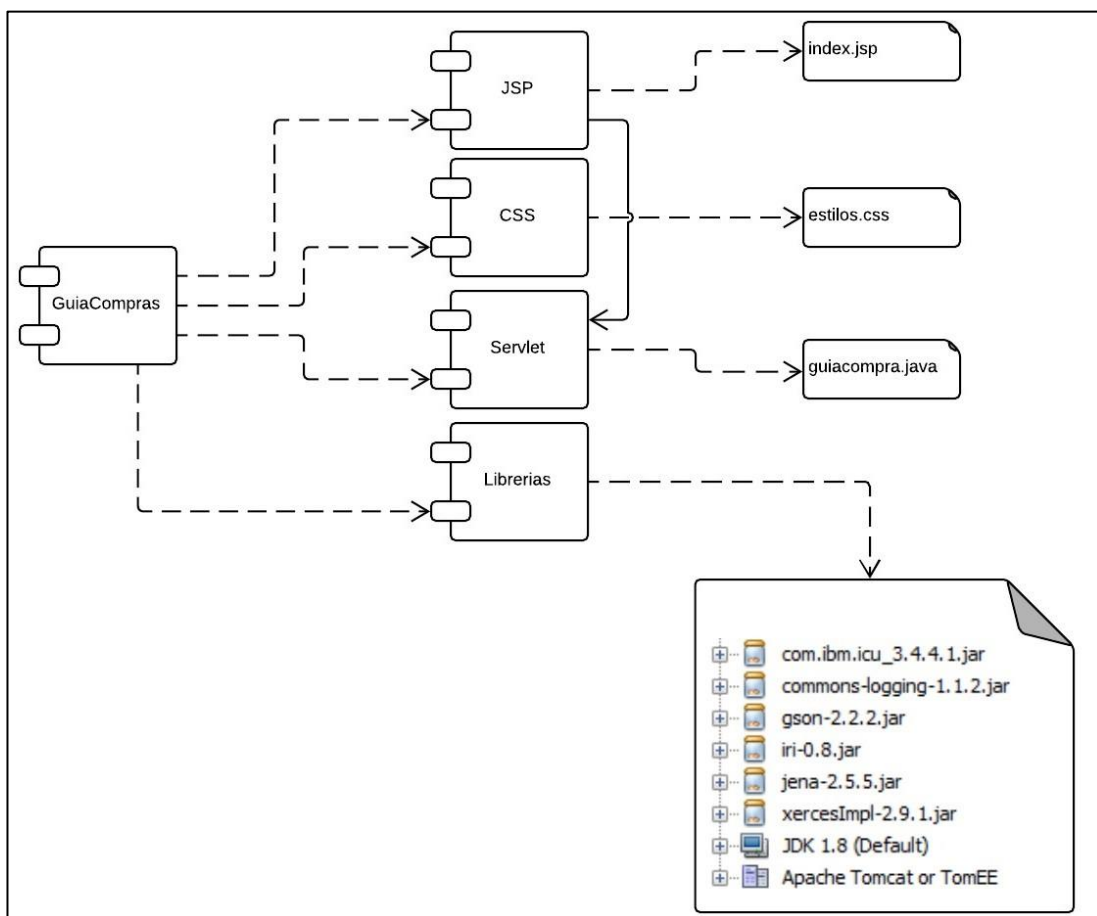 JSP
index.jsp
CSS
estilos.css
GuiaCompras
Servlet
guiacompra.java
Librerias
com.ibm.icu_3.4.4.1.jar
commons-logging-1.1.2.jar
gson-2.2.2.jar
iri-0.8.jar
jena-2.5.5.jar
xercesImpl-2.9.1.jar
JDK 1.8 (Default)
Apache Tomcat or TomEE